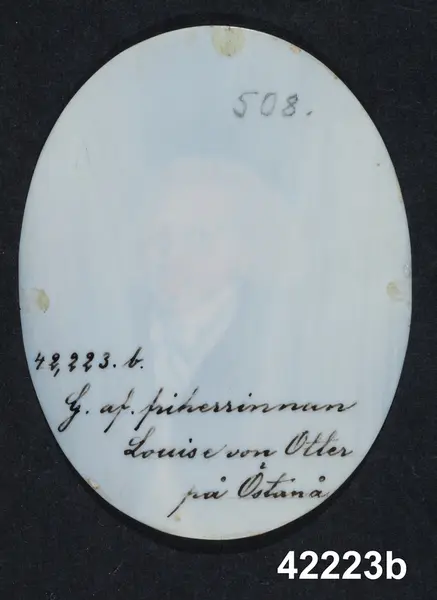 508.
42,223. b.
G. af. friherrinnan
Louise von Otter
på Östanå
42223b